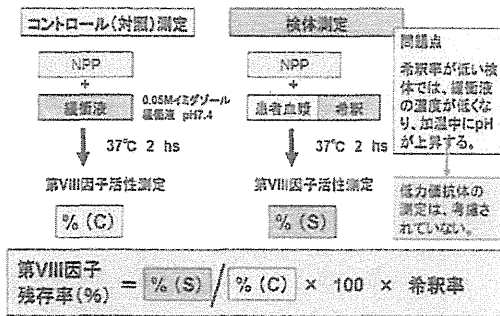 コントロール(対照)測定
検体測定
NPP
+
緩衝液
0.05Mイミダゾール
緩衝液 pH7.4
37℃ 2 hs
第VIII因子活性測定
% (C)
NPP
+
患者血漿 希釈
37℃ 2 hs
第VIII因子活性測定
% (S)
問題点
希釈率が低い検
体では、緩衝液
の濃度が低くな
り、加温中にpH
が上昇する。
低力価抗体の
測定は、考慮さ
れていない。
第VIII因子
残存率(%) = % (S) / % (C) × 100 × 希釈率